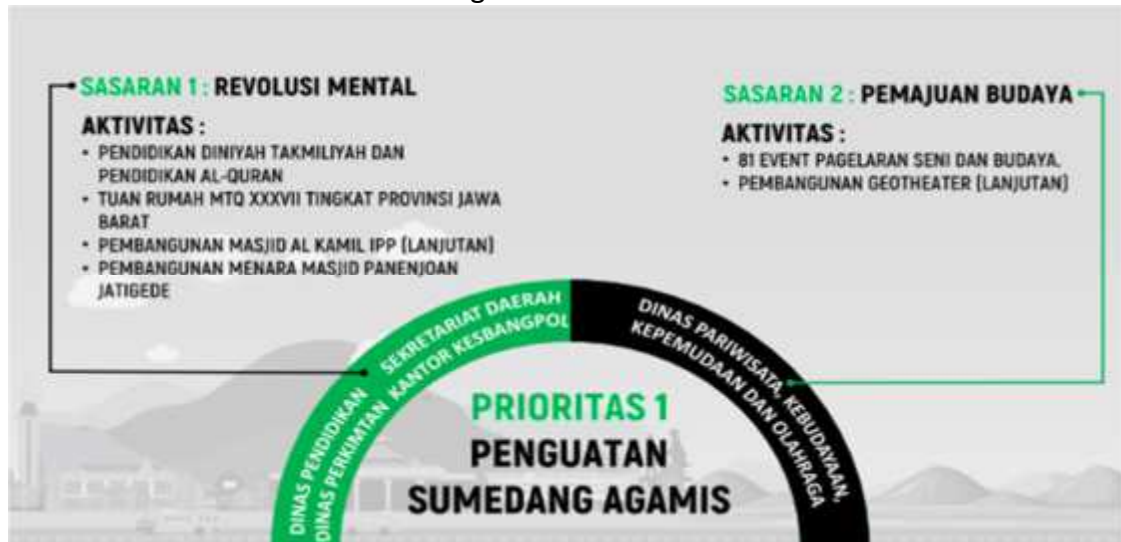 SASARAN 1 : REVOLUSI MENTAL
AKTIVITAS :
• PENDIDIKAN DINIYAH TAKMILIYAH DAN
PENDIDIKAN AL-QURAN
• TUAN RUMAH MTQ XXXVII TINGKAT PROVINSI JAWA
BARAT
• PEMBANGUNAN MASJID AL KAMIL IPP (LANJUTAN)
• PEMBANGUNAN MENARA MASJID PANENJOAN
JATIGEDE
SASARAN 2 : PEMAJUAN BUDAYA
AKTIVITAS :
• 81 EVENT PAGELARAN SENI DAN BUDAYA.
• PEMBANGUNAN GEOTHEATER (LANJUTAN)
DINAS PENDIDIKAN
DINAS PERKIMTAN
SEKRETARIAT DAERAH
KANTOR KESBANGPOL
DINAS PARIWISATA, KEBUDAYAAN,
KEPEMUDAAN DAN OLAHRAGA
PRIORITAS 1
PENGUATAN
SUMEDANG AGAMIS